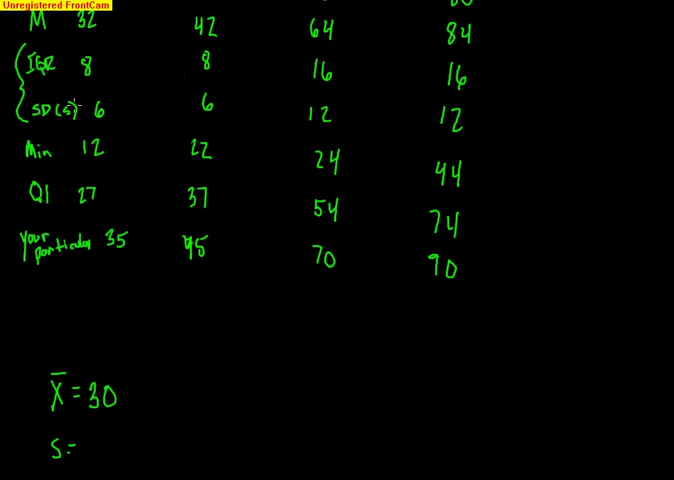 Unregistered FrontCam
M 32 42 64 84
IQR 8 8 16 16
SD(s) 6 6 12 12
Min 12 22 24 44
Q1 27 37 54 74
Your particular 35 45 70 90
X̄ = 30
S =